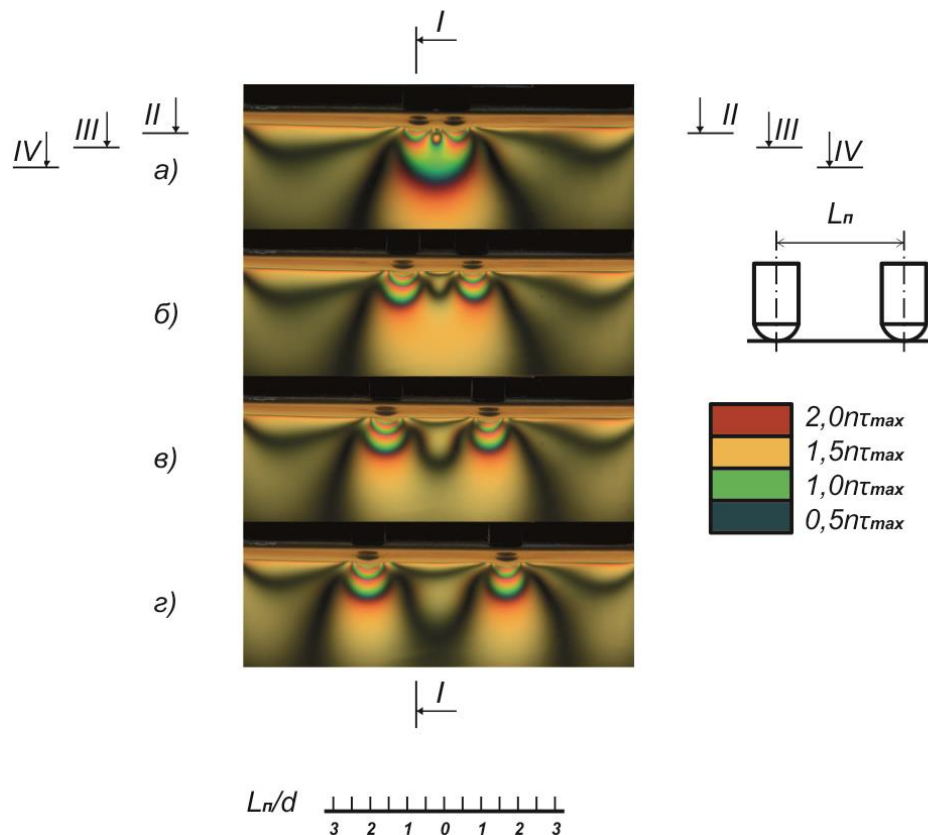 I
II
II
III
III
IV
IV
а)
Lп
б)
2,0nτmax
1,5nτmax
в)
1,0nτmax
0,5nτmax
г)
I
Lп/d
3 2 1 0 1 2 3